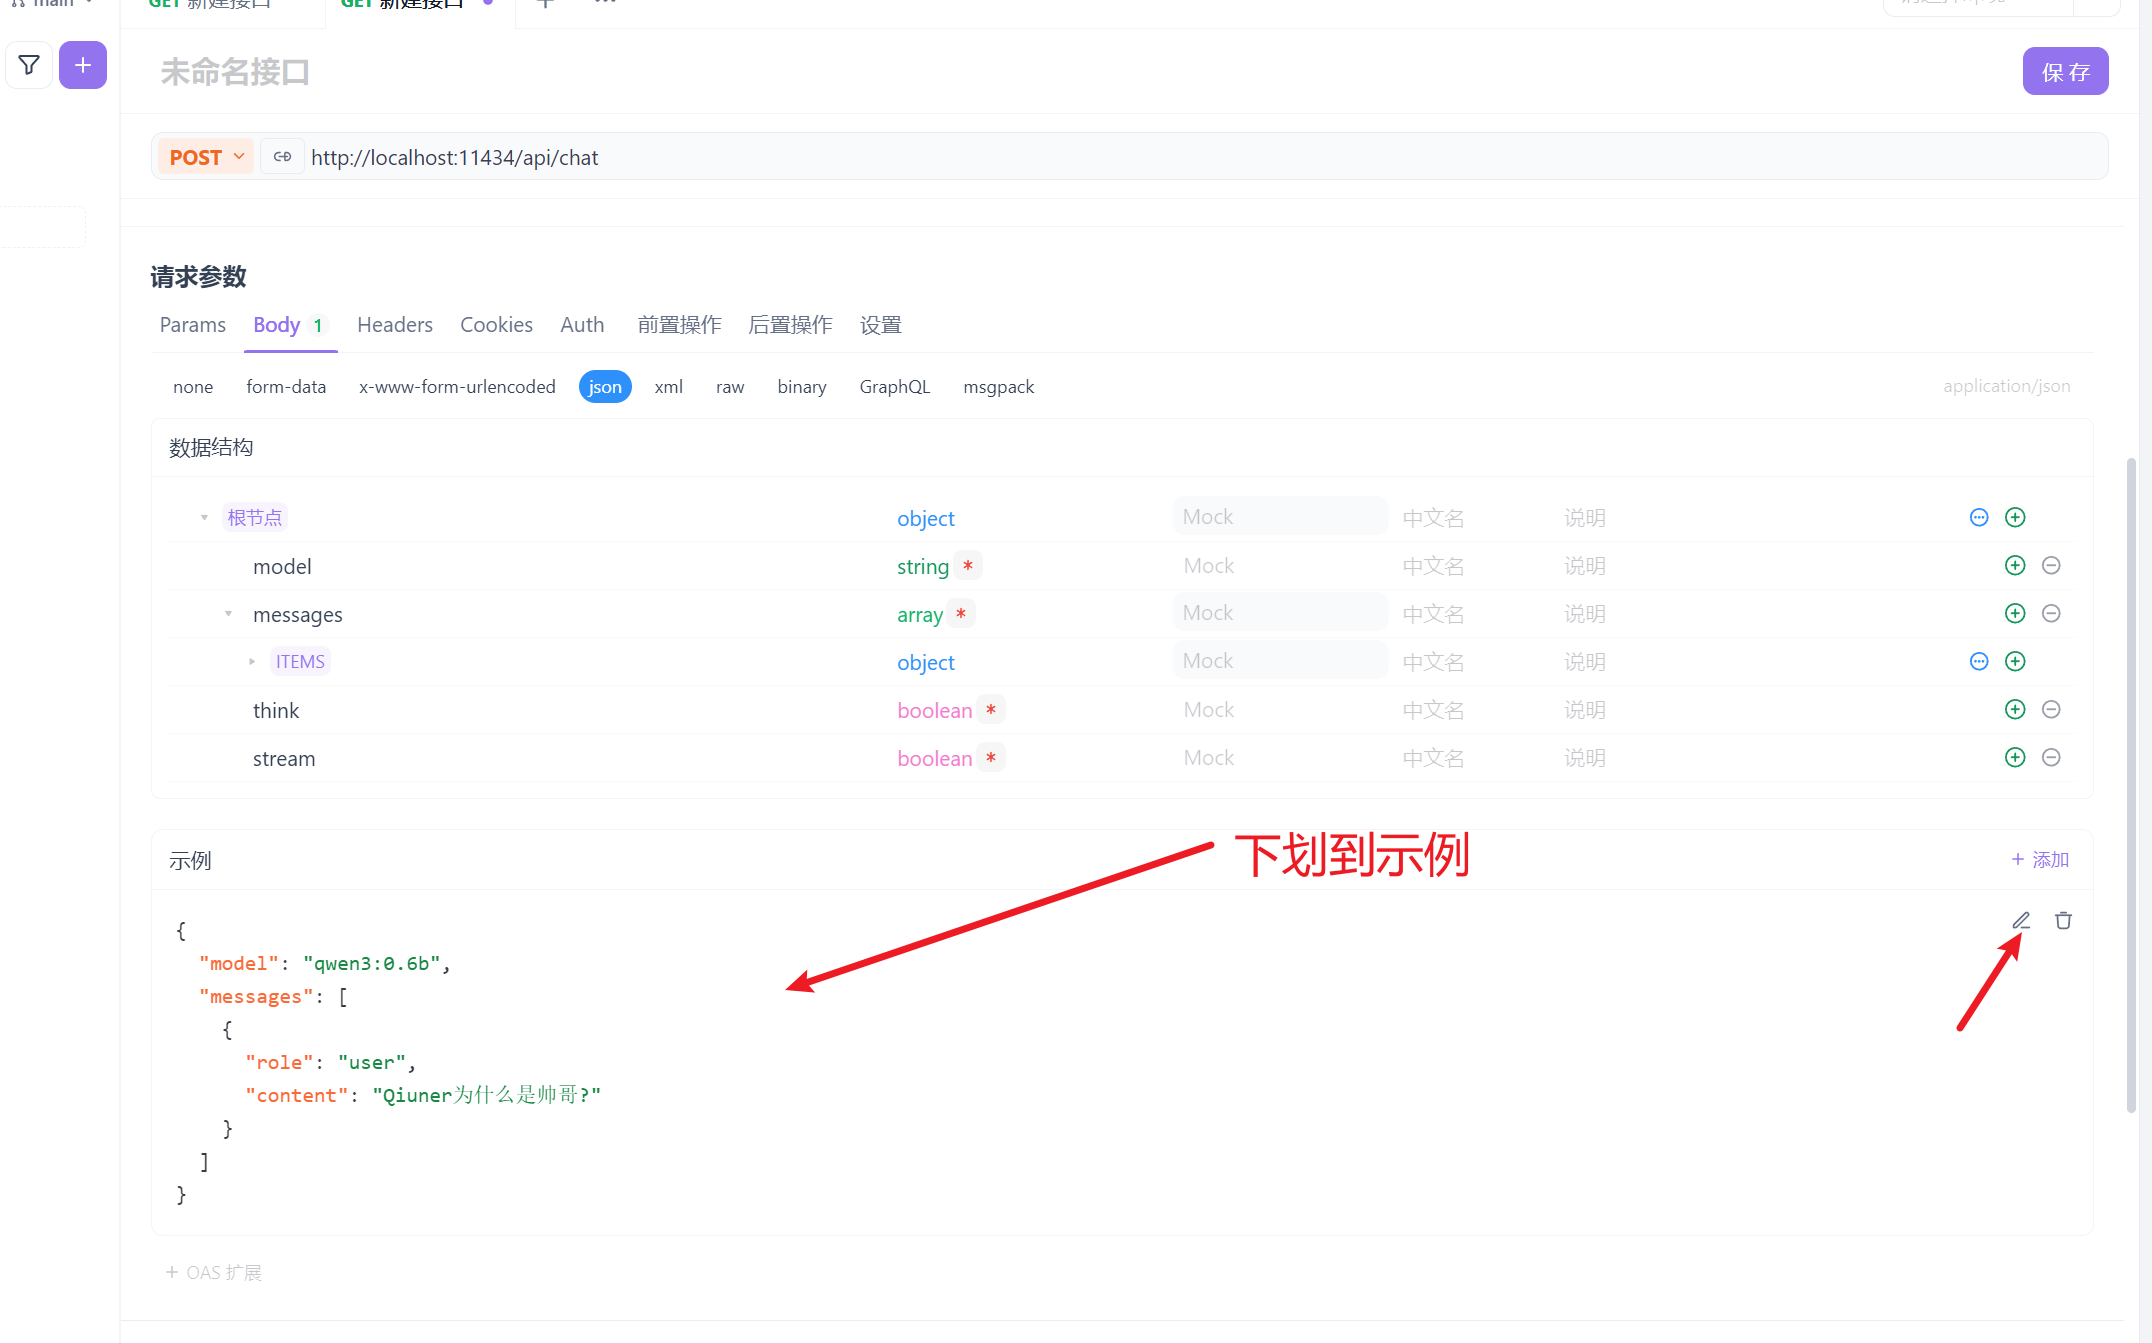 main
GET 新建接口
GET 新建接口
未命名接口
保 存
POST
http://localhost:11434/api/chat
请求参数
Params
Body 1
Headers
Cookies
Auth
前置操作
后置操作
设置
none
form-data
x-www-form-urlencoded
json
xml
raw
binary
GraphQL
msgpack
application/json
数据结构
根节点 object Mock 中文名 说明
model string * Mock 中文名 说明
messages array * Mock 中文名 说明
ITEMS object Mock 中文名 说明
think boolean * Mock 中文名 说明
stream boolean * Mock 中文名 说明
下划到示例
示例
+ 添加
{
"model": "qwen3:0.6b",
"messages": [
{
"role": "user",
"content": "Qiuner为什么是帅哥?"
}
]
}
+ OAS 扩展